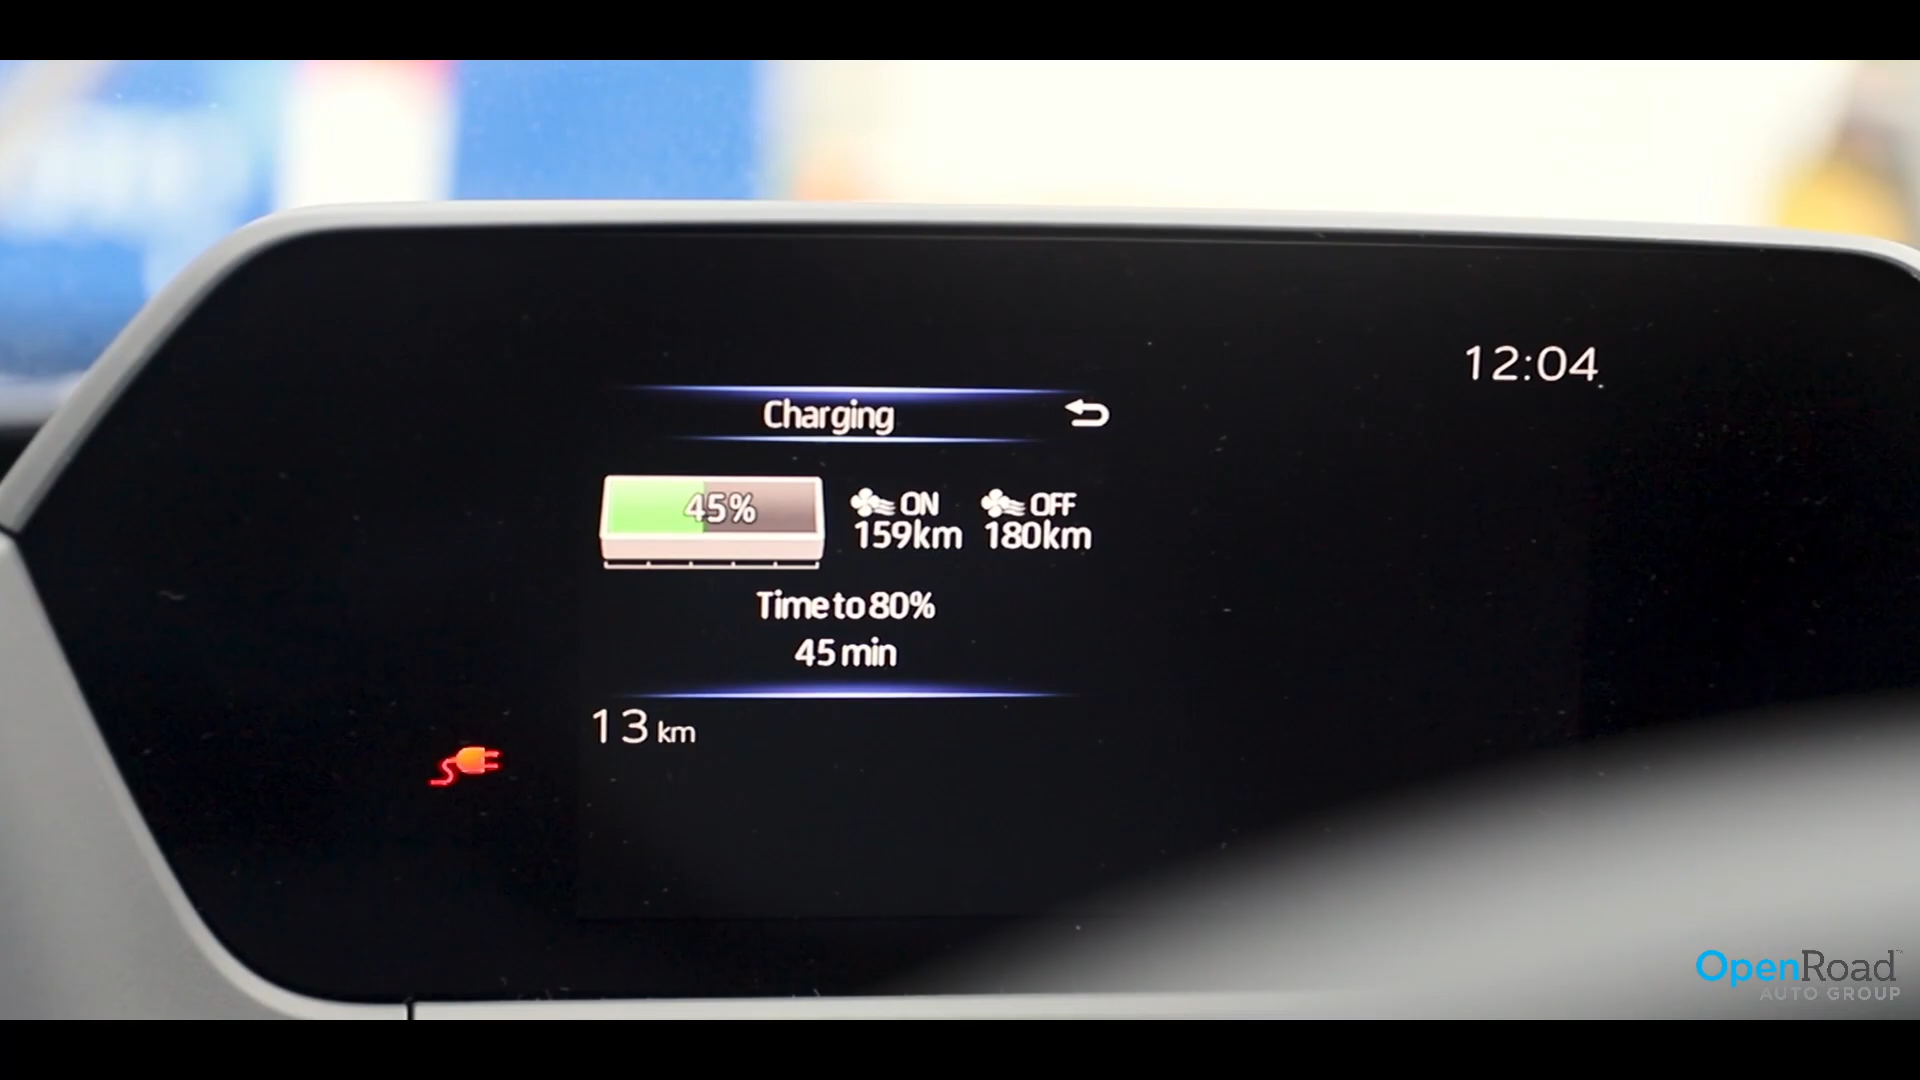 12:04
Charging
45%
ON OFF
159km 180km
Time to 80%
45 min
13 km
OpenRoad
AUTO GROUP